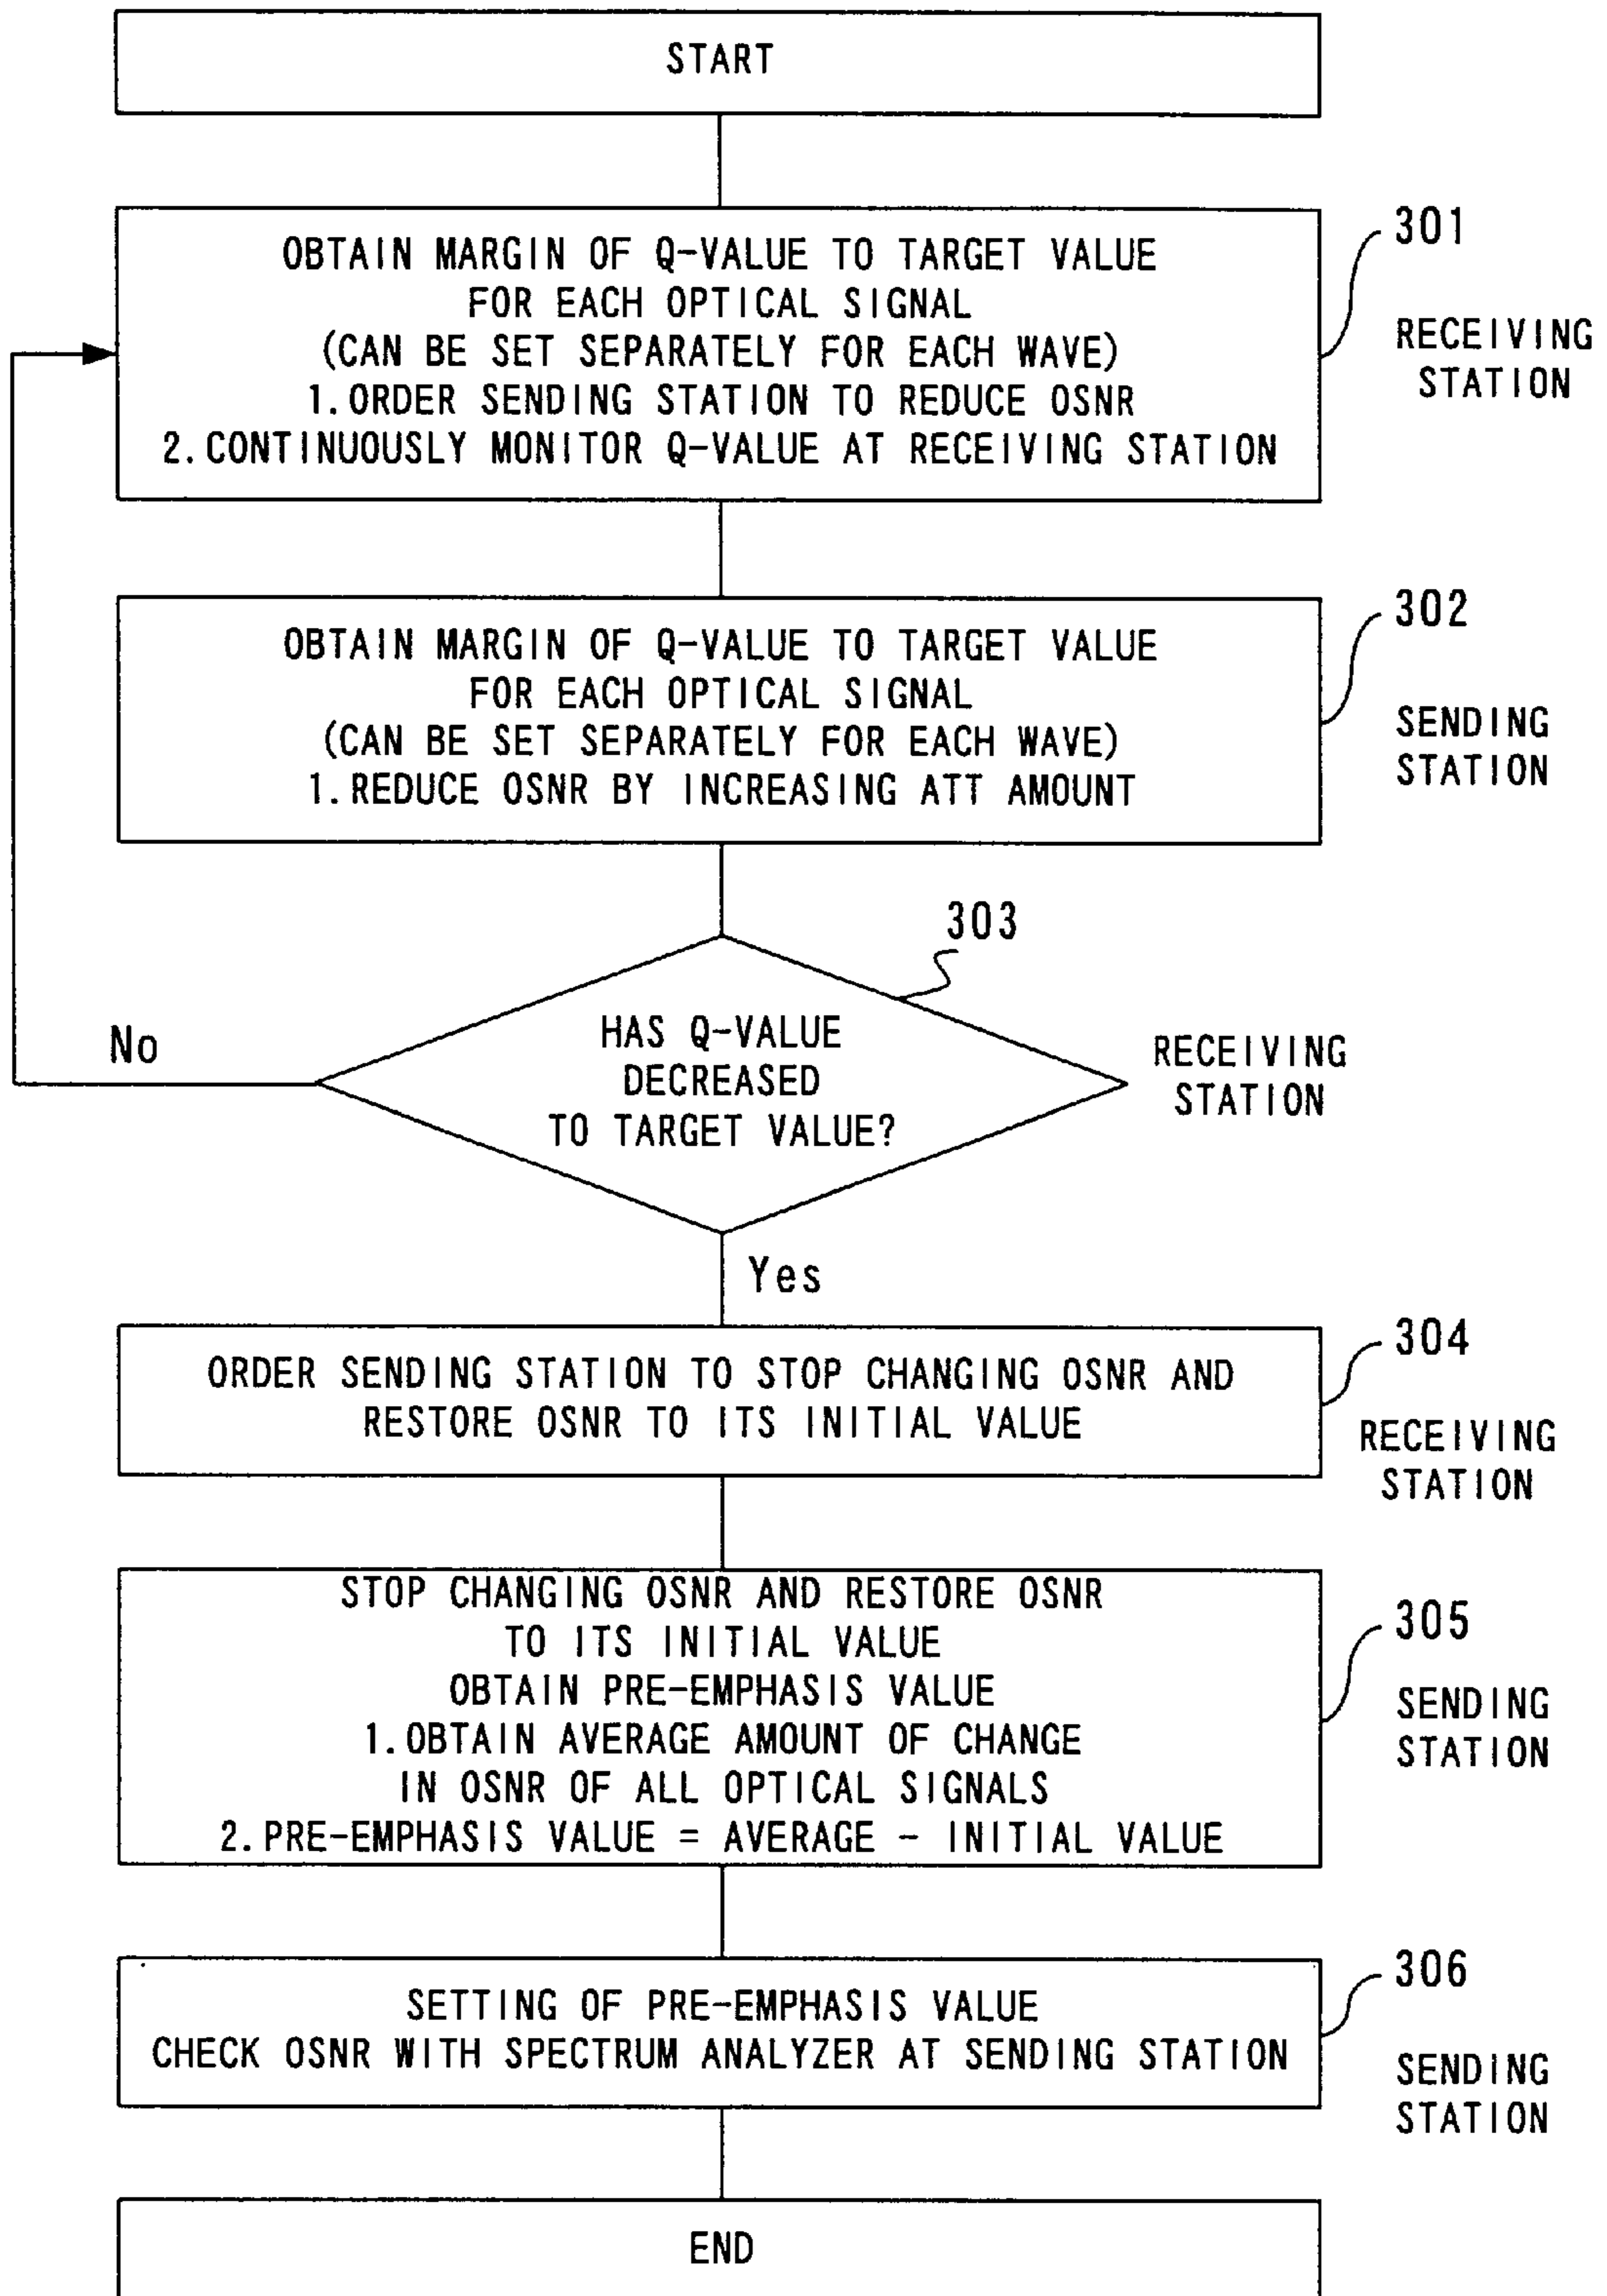 START
OBTAIN MARGIN OF Q-VALUE TO TARGET VALUE
FOR EACH OPTICAL SIGNAL
(CAN BE SET SEPARATELY FOR EACH WAVE)
1. ORDER SENDING STATION TO REDUCE OSNR
2. CONTINUOUSLY MONITOR Q-VALUE AT RECEIVING STATION
301
RECEIVING
STATION
OBTAIN MARGIN OF Q-VALUE TO TARGET VALUE
FOR EACH OPTICAL SIGNAL
(CAN BE SET SEPARATELY FOR EACH WAVE)
1. REDUCE OSNR BY INCREASING ATT AMOUNT
302
SENDING
STATION
303
HAS Q-VALUE
DECREASED
TO TARGET VALUE?
RECEIVING
STATION
No
Yes
ORDER SENDING STATION TO STOP CHANGING OSNR AND
RESTORE OSNR TO ITS INITIAL VALUE
304
RECEIVING
STATION
STOP CHANGING OSNR AND RESTORE OSNR
TO ITS INITIAL VALUE
OBTAIN PRE-EMPHASIS VALUE
1. OBTAIN AVERAGE AMOUNT OF CHANGE
IN OSNR OF ALL OPTICAL SIGNALS
2. PRE-EMPHASIS VALUE = AVERAGE - INITIAL VALUE
305
SENDING
STATION
SETTING OF PRE-EMPHASIS VALUE
CHECK OSNR WITH SPECTRUM ANALYZER AT SENDING STATION
306
SENDING
STATION
END